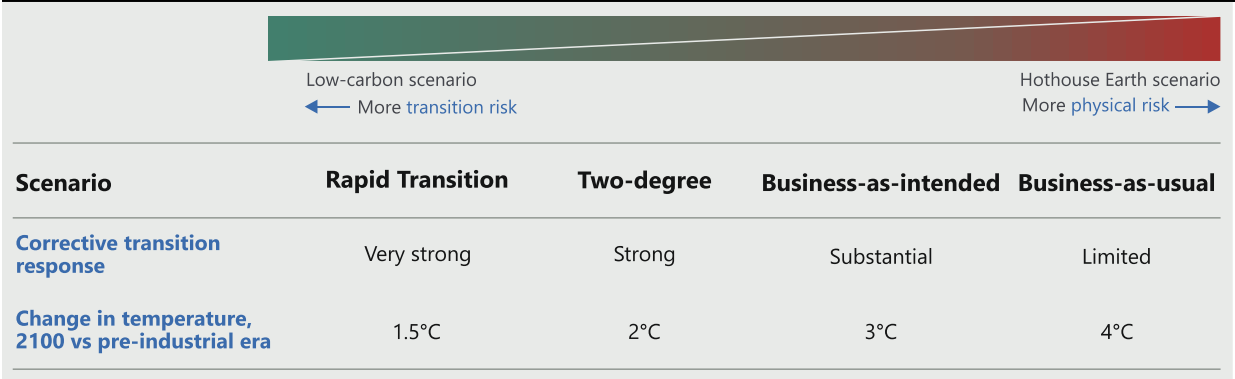 Low-carbon scenario
Hothouse Earth scenario
More transition risk
More physical risk
Scenario Rapid Transition Two-degree Business-as-intended Business-as-usual
Corrective transition
response
Very strong Strong Substantial Limited
Change in temperature,
2100 vs pre-industrial era
1.5°C 2°C 3°C 4°C